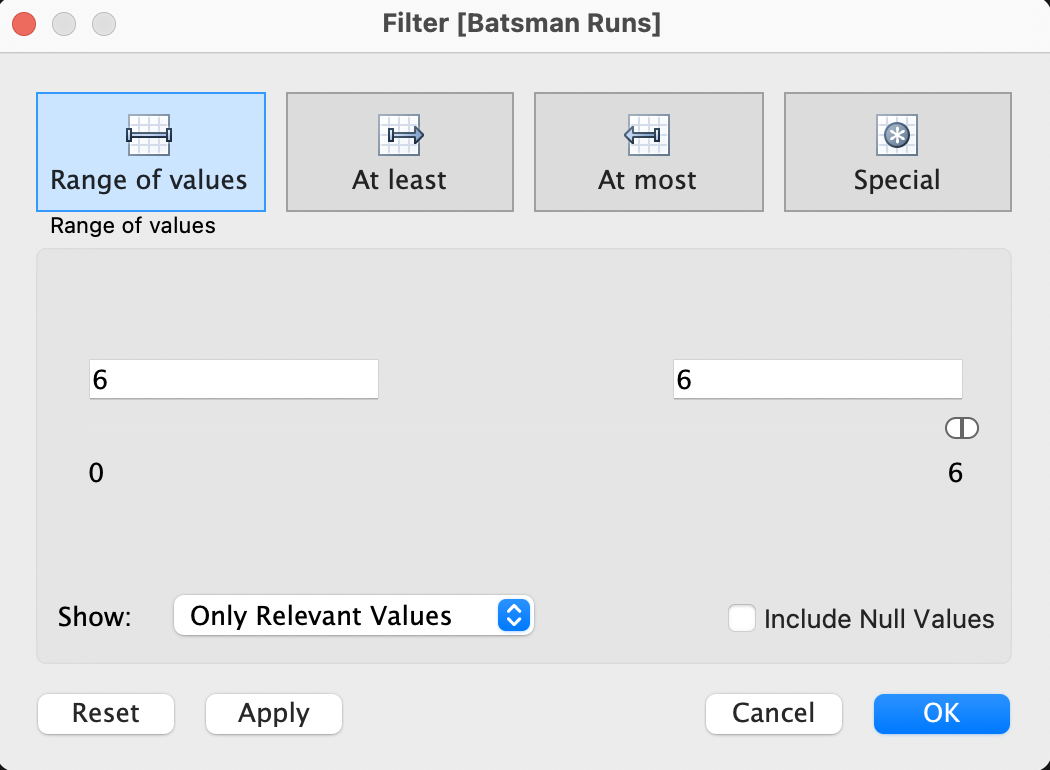 Filter [Batsman Runs]
Range of values
At least
At most
Special
Range of values
6
6
0
6
Show:
Only Relevant Values
Include Null Values
Reset
Apply
Cancel
OK